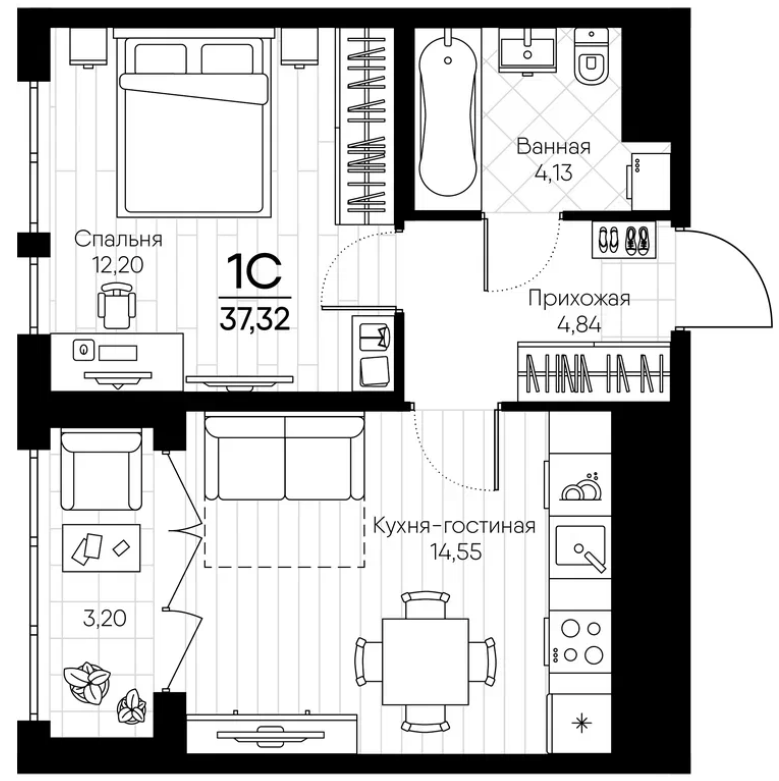 Ванная
4,13
Спальня
12,20
1С
37,32
Прихожая
4,84
Кухня-гостиная
14,55
3,20